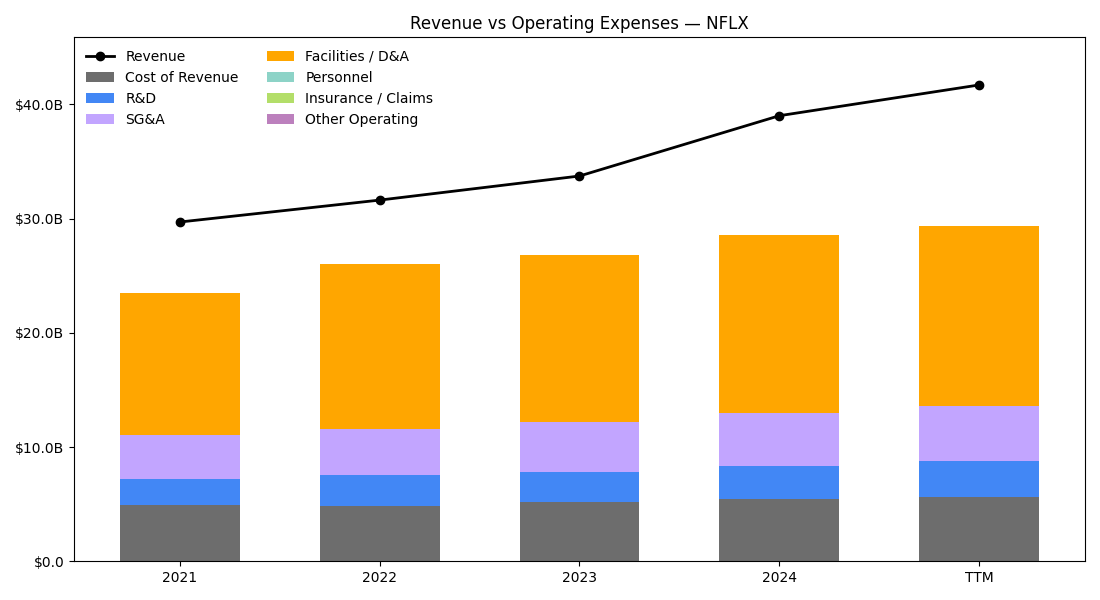 Revenue vs Operating Expenses — NFLX
Revenue
Cost of Revenue
R&D
SG&A
Facilities / D&A
Personnel
Insurance / Claims
Other Operating
$40.0B
$30.0B
$20.0B
$10.0B
$0.0
2021 2022 2023 2024 TTM